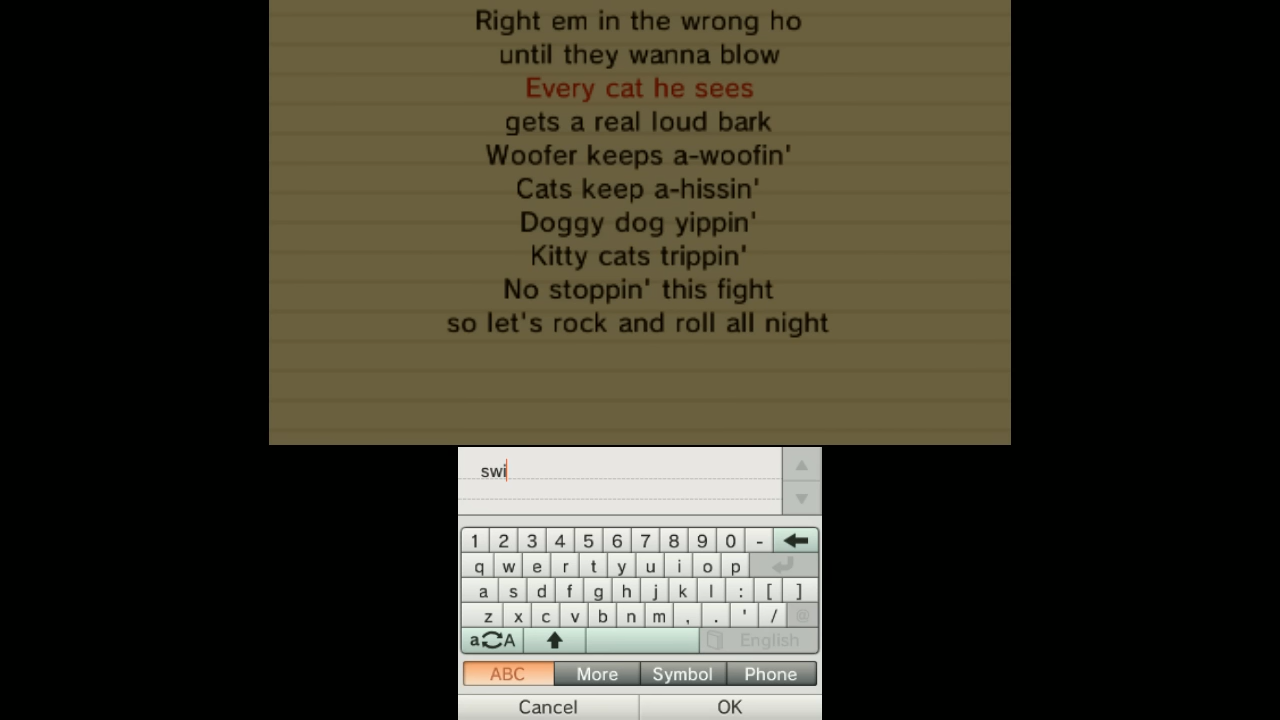 Right em in the wrong ho
until they wanna blow
Every cat he sees
gets a real loud bark
Woofer keeps a-woofin'
Cats keep a-hissin'
Doggy dog yippin'
Kitty cats trippin'
No stoppin' this fight
so let's rock and roll all night
swi
1 2 3 4 5 6 7 8 9 0 -
q w e r t y u i o p
a s d f g h j k l : [ ]
z x c v b n m , . ' / @
a A English
ABC More Symbol Phone
Cancel OK